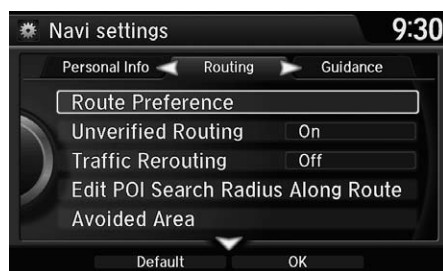 Navi settings 9:30
Personal Info Routing Guidance
Route Preference
Unverified Routing On
Traffic Rerouting Off
Edit POI Search Radius Along Route
Avoided Area
Default OK